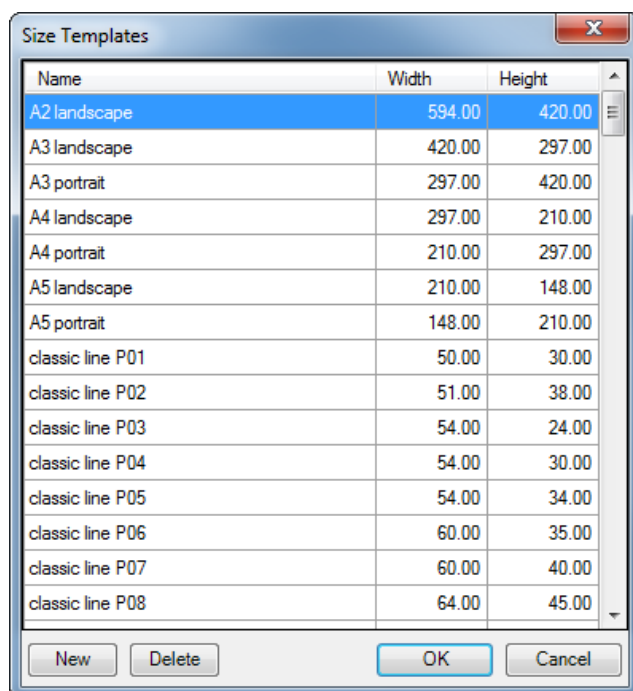 Size Templates
Name Width Height
A2 landscape 594.00 420.00
A3 landscape 420.00 297.00
A3 portrait 297.00 420.00
A4 landscape 297.00 210.00
A4 portrait 210.00 297.00
A5 landscape 210.00 148.00
A5 portrait 148.00 210.00
classic line P01 50.00 30.00
classic line P02 51.00 38.00
classic line P03 54.00 24.00
classic line P04 54.00 30.00
classic line P05 54.00 34.00
classic line P06 60.00 35.00
classic line P07 60.00 40.00
classic line P08 64.00 45.00
New Delete OK Cancel